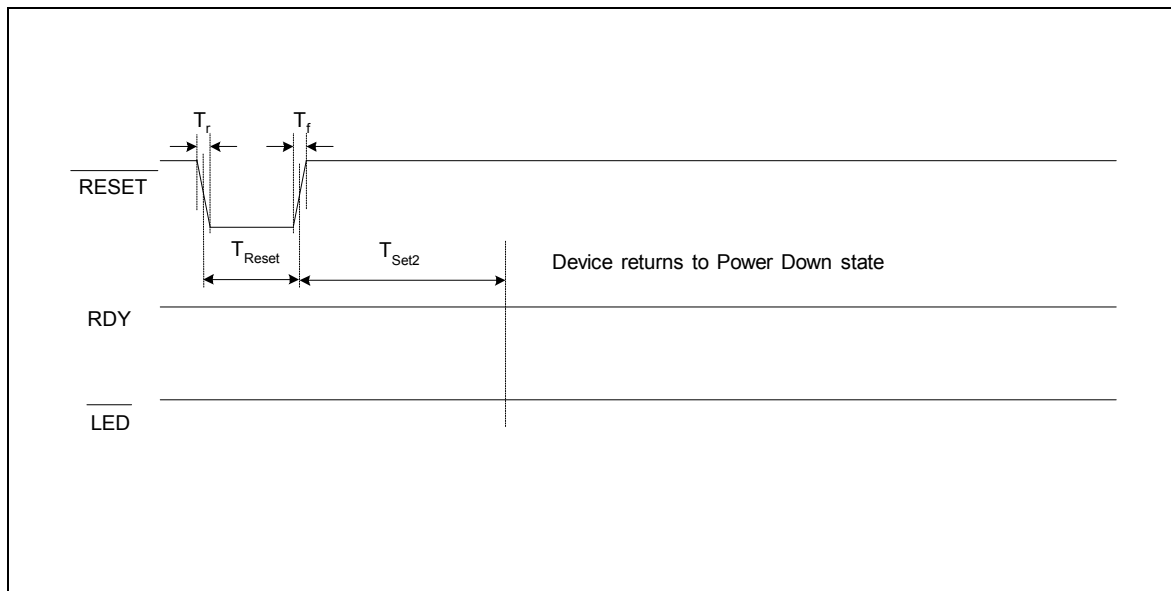 Tr
Tf
RESET
TReset
TSet2
Device returns to Power Down state
RDY
LED